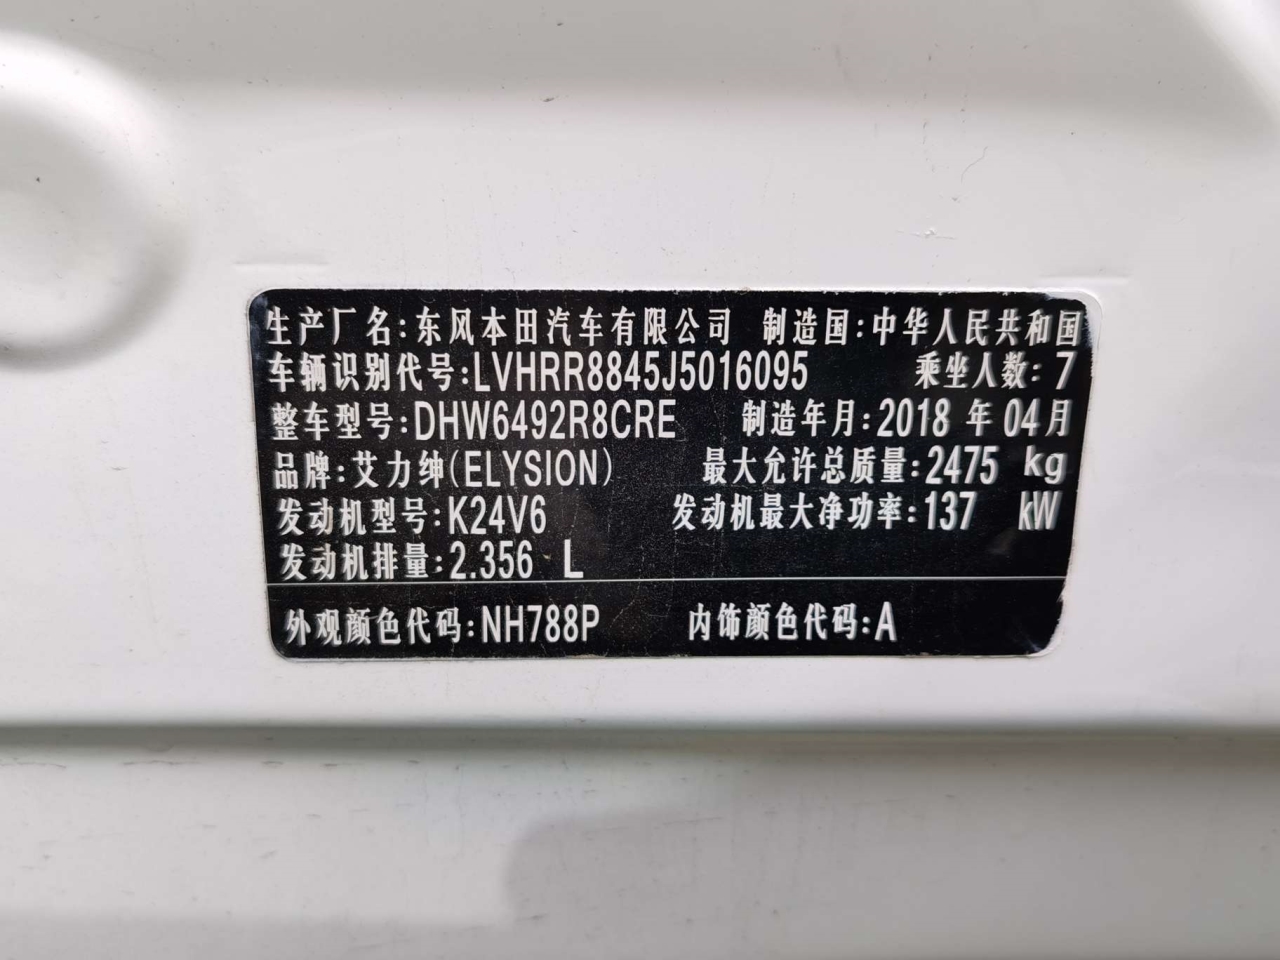 生产厂名:东风本田汽车有限公司 制造国:中华人民共和国
车辆识别代号:LVHRR8845J5016095 乘坐人数:7
整车型号:DHW6492R8CRE 制造年月:2018 年 04月
品牌:艾力绅(ELYSION) 最大允许总质量:2475 kg
发动机型号:K24V6 发动机最大净功率:137 kW
发动机排量:2.356 L
外观颜色代码:NH788P 内饰颜色代码:A